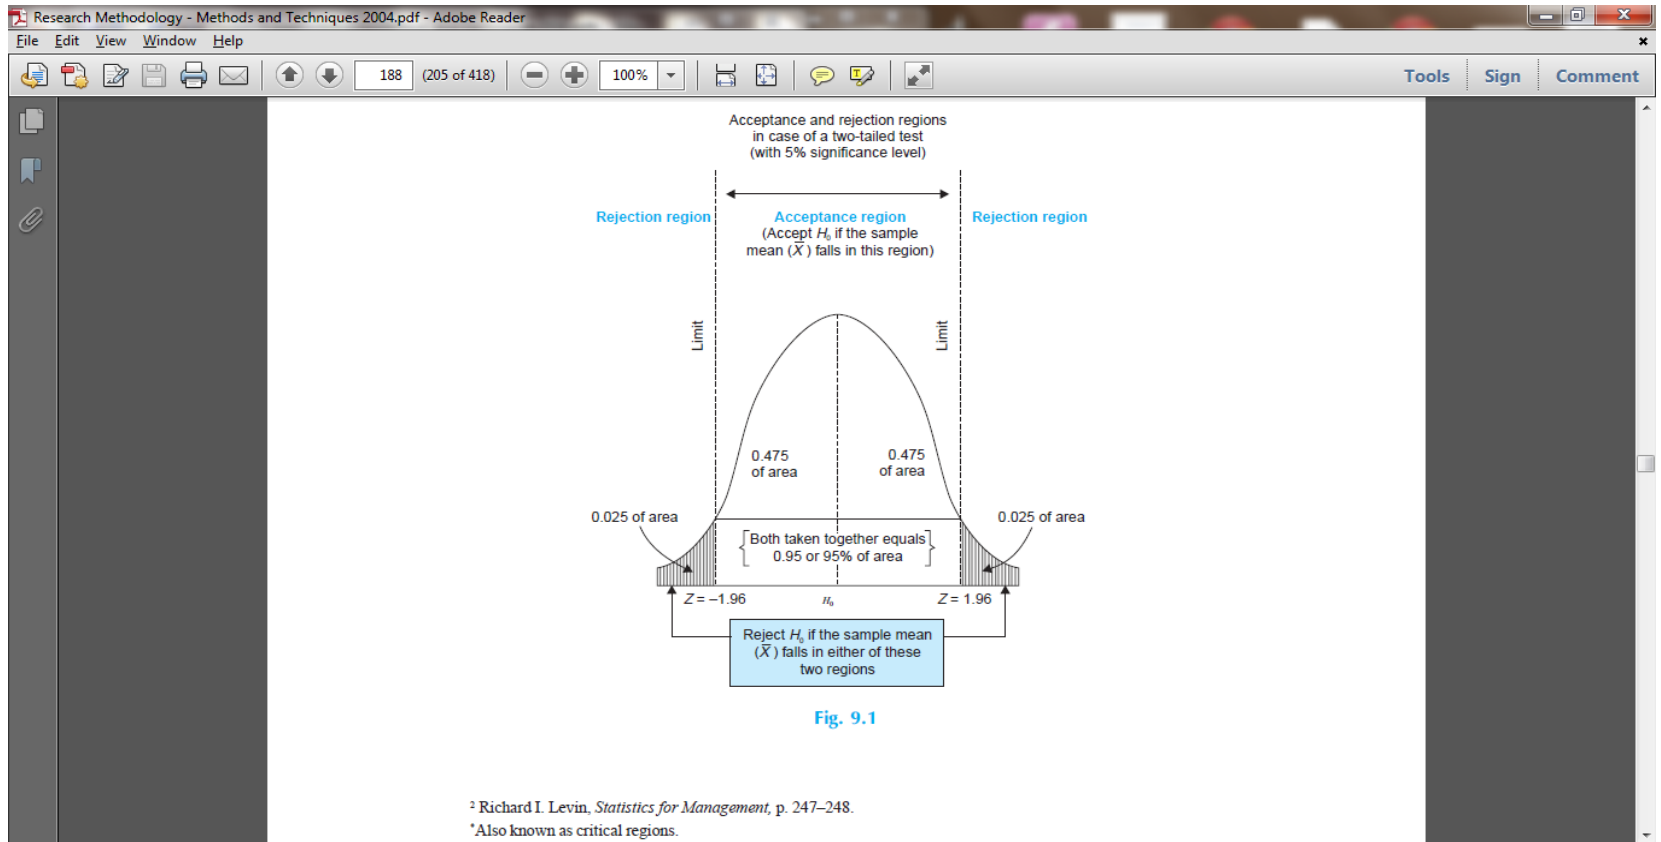 Research Methodology - Methods and Techniques 2004.pdf - Adobe Reader
File Edit View Window Help
188 (205 of 418) 100% Tools Sign Comment
Acceptance and rejection regions
in case of a two-tailed test
(with 5% significance level)
Rejection region
Acceptance region
(Accept H₀ if the sample
mean (X̅) falls in this region)
Rejection region
Limit
Limit
0.475
of area
0.475
of area
0.025 of area
0.025 of area
Both taken together equals
0.95 or 95% of area
Z = –1.96
H₀
Z = 1.96
Reject H₀ if the sample mean
(X̅) falls in either of these
two regions
Fig. 9.1
² Richard I. Levin, Statistics for Management, p. 247–248.
*Also known as critical regions.